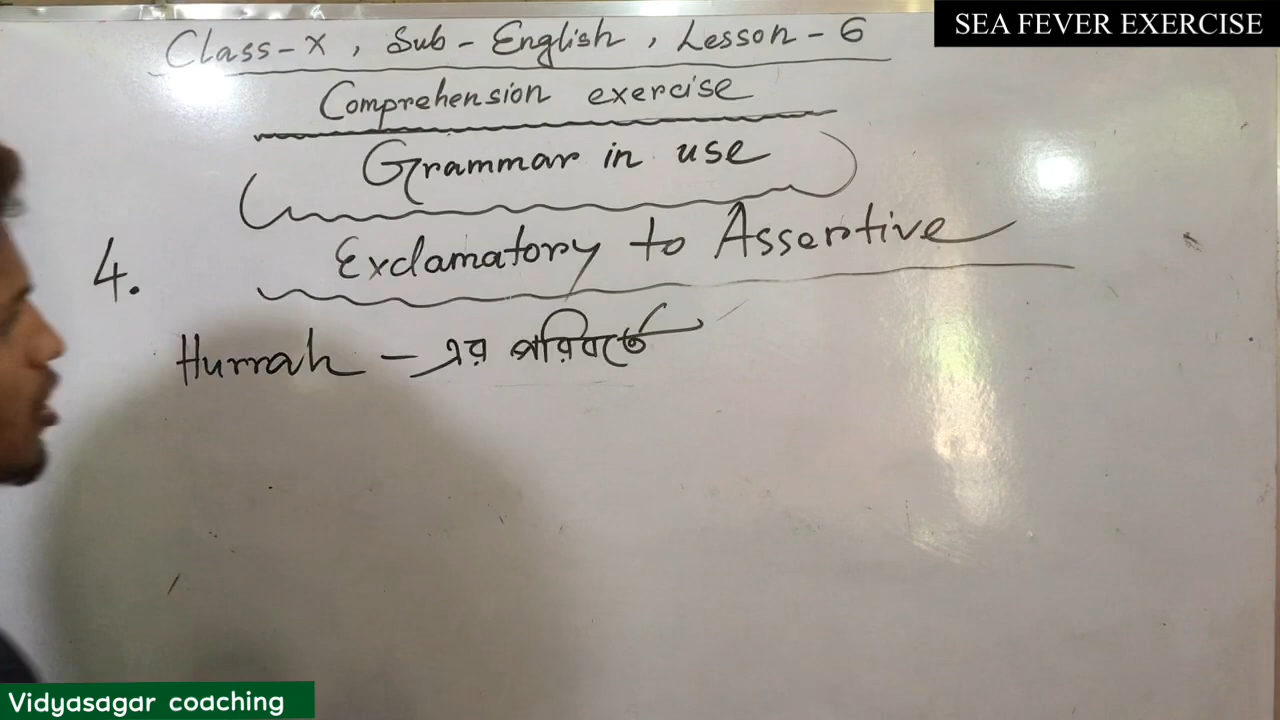 SEA FEVER EXERCISE
Class-X, Sub-English, Lesson-6
Comprehension exercise
Grammar in use
4. Exclamatory to Assertive
Hurrah - এর পরিবর্তে
Vidyasagar coaching